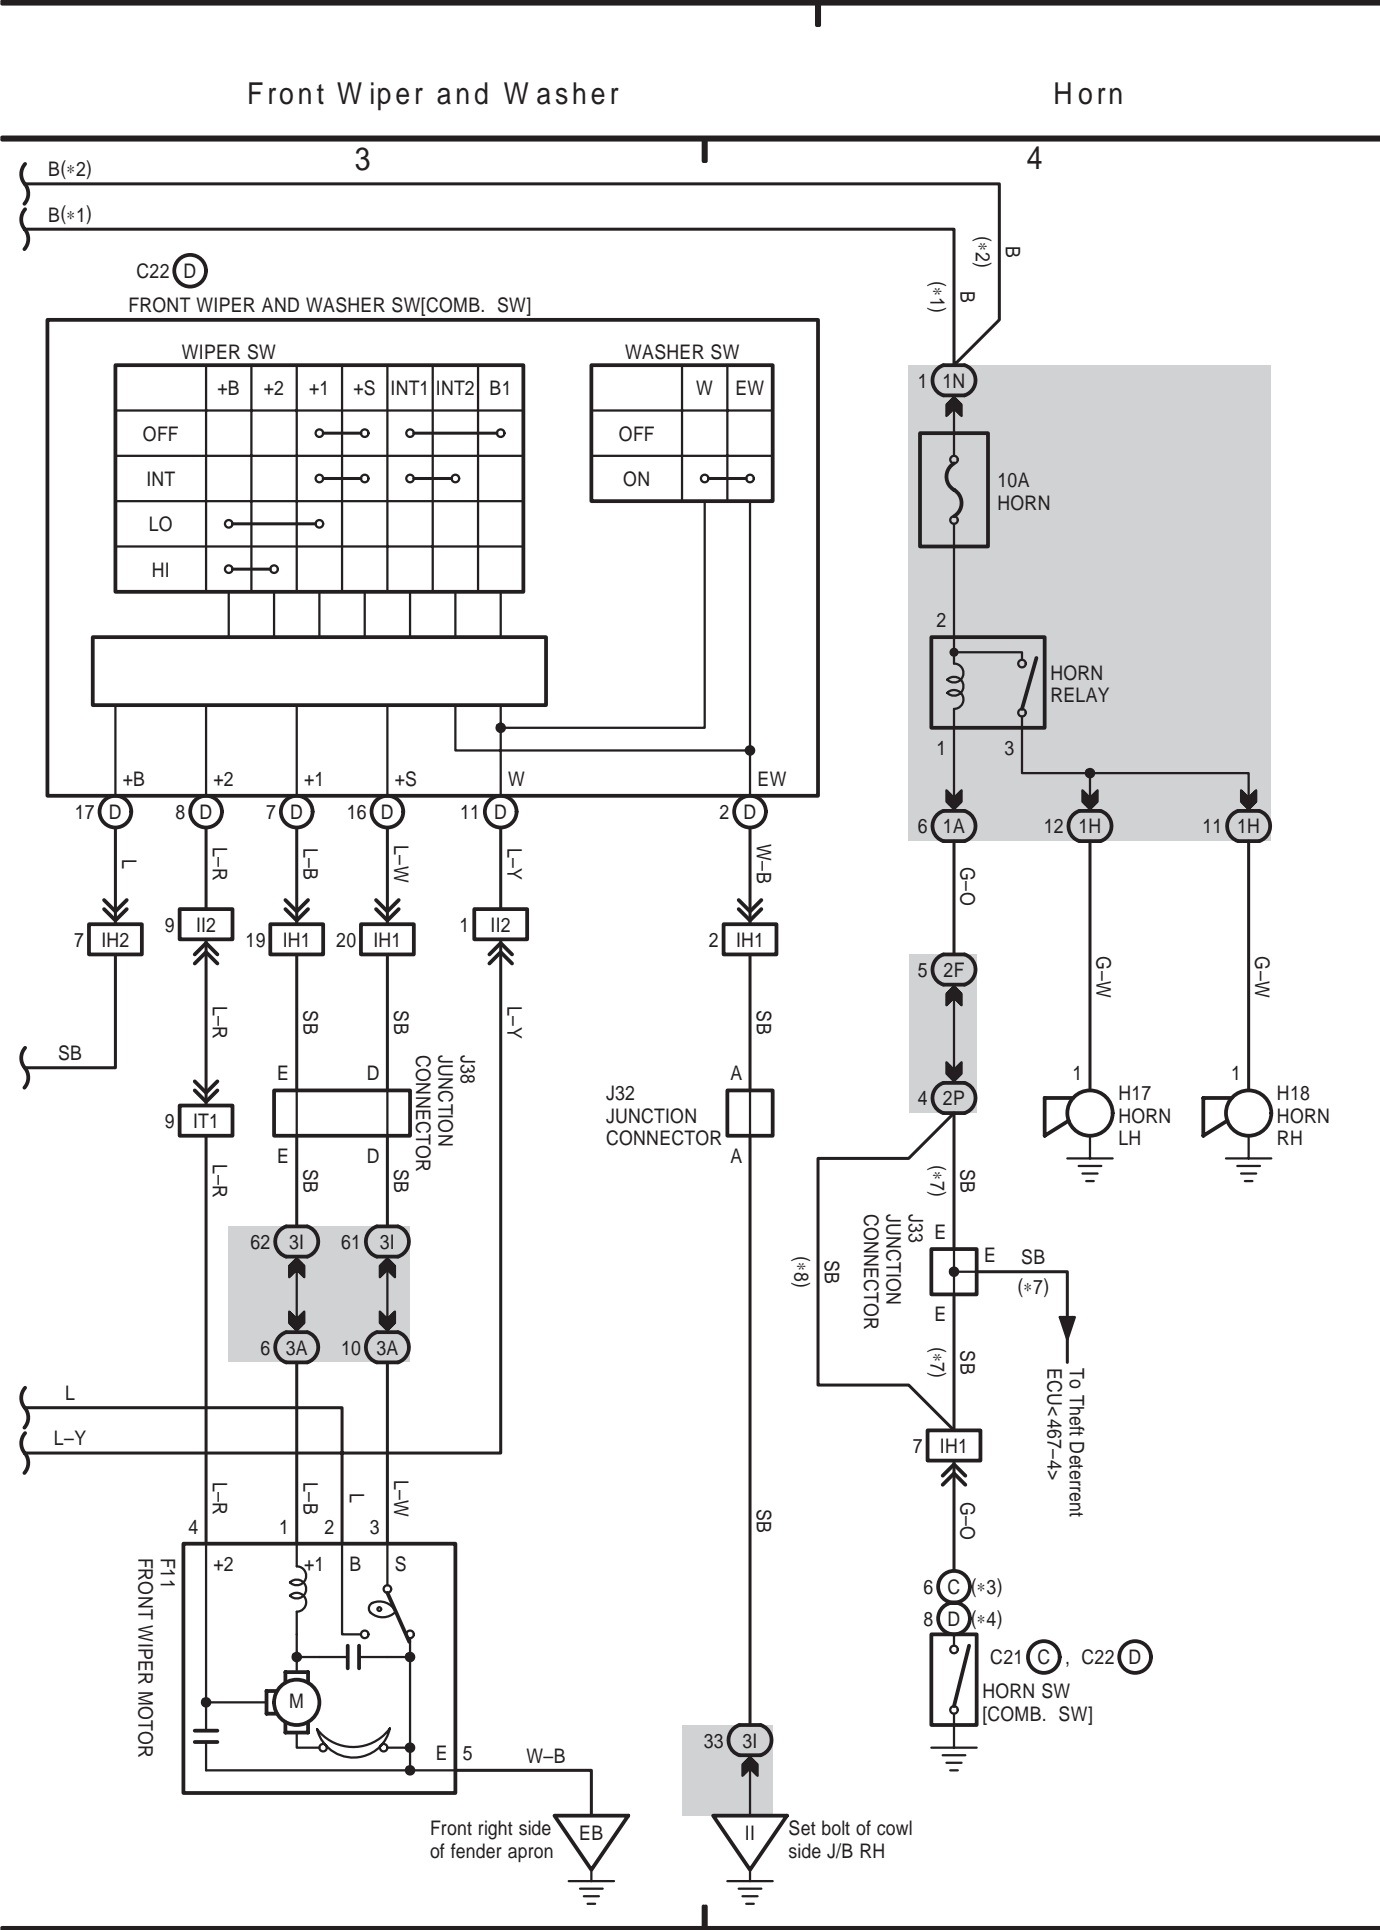 Front Wiper and Washer
Horn
3
4
B(*2)
B(*1)
B
(*2)
B
(*1)
C22 D
FRONT WIPER AND WASHER SW[COMB. SW]
WIPER SW
+B +2 +1 +S INT1 INT2 B1
OFF
INT
LO
HI
WASHER SW
W EW
OFF
ON
+B +2 +1 +S W EW
17 D 8 D 7 D 16 D 11 D 2 D
L L–R L–B L–W L–Y W–B
7 IH2 9 II2 19 IH1 20 IH1 1 II2 2 IH1
SB
L–R SB SB L–Y SB
E D
J38
JUNCTION
CONNECTOR
9 IT1
E D
L–R SB SB
A
J32
JUNCTION
CONNECTOR
A
62 3I 61 3I
6 3A 10 3A
L
L–Y
L–R L–B L L–W
4 1 2 3
F11
FRONT WIPER MOTOR
+2 +1 B S
M
E 5
W–B
Front right side
of fender apron
EB
SB
33 3I
II
Set bolt of cowl
side J/B RH
1 1N
10A
HORN
2
HORN
RELAY
1 3
6 1A 12 1H 11 1H
G–O G–W G–W
5 2F
4 2P
1
H17
HORN
LH
1
H18
HORN
RH
SB
(*7)
SB
(*8)
J33
JUNCTION
CONNECTOR
E
E SB
(*7)
E
SB
(*7)
To Theft Deterrent
ECU<467–4>
7 IH1
G–O
6 C (*3)
8 D (*4)
C21 C , C22 D
HORN SW
[COMB. SW]